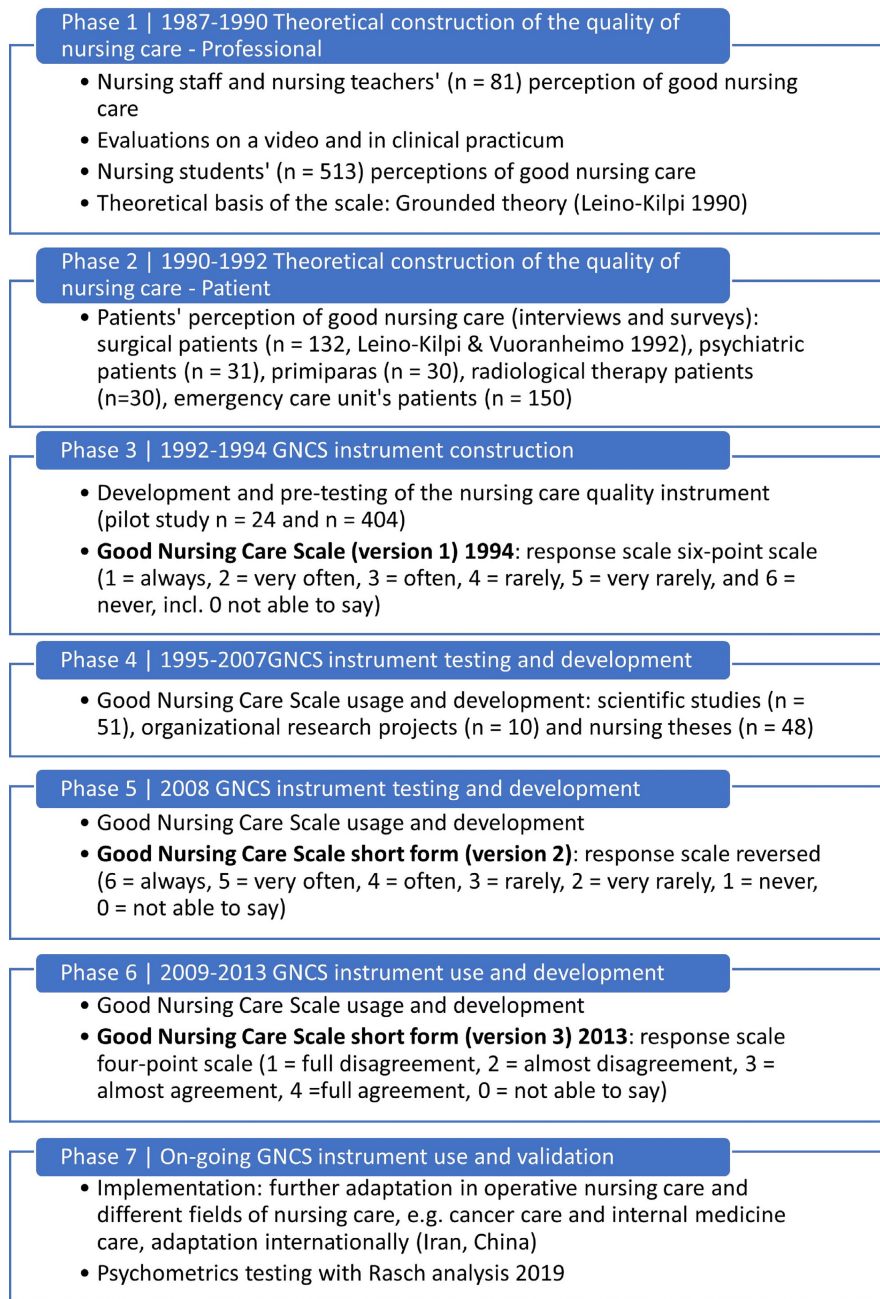 Phase 1 | 1987-1990 Theoretical construction of the quality of
nursing care - Professional
• Nursing staff and nursing teachers' (n = 81) perception of good nursing
care
• Evaluations on a video and in clinical practicum
• Nursing students' (n = 513) perceptions of good nursing care
• Theoretical basis of the scale: Grounded theory (Leino-Kilpi 1990)
Phase 2 | 1990-1992 Theoretical construction of the quality of
nursing care - Patient
• Patients' perception of good nursing care (interviews and surveys):
surgical patients (n = 132, Leino-Kilpi & Vuoranheimo 1992), psychiatric
patients (n = 31), primiparas (n = 30), radiological therapy patients
(n=30), emergency care unit's patients (n = 150)
Phase 3 | 1992-1994 GNCS instrument construction
• Development and pre-testing of the nursing care quality instrument
(pilot study n = 24 and n = 404)
• Good Nursing Care Scale (version 1) 1994: response scale six-point scale
(1 = always, 2 = very often, 3 = often, 4 = rarely, 5 = very rarely, and 6 =
never, incl. 0 not able to say)
Phase 4 | 1995-2007GNCS instrument testing and development
• Good Nursing Care Scale usage and development: scientific studies (n =
51), organizational research projects (n = 10) and nursing theses (n = 48)
Phase 5 | 2008 GNCS instrument testing and development
• Good Nursing Care Scale usage and development
• Good Nursing Care Scale short form (version 2): response scale reversed
(6 = always, 5 = very often, 4 = often, 3 = rarely, 2 = very rarely, 1 = never,
0 = not able to say)
Phase 6 | 2009-2013 GNCS instrument use and development
• Good Nursing Care Scale usage and development
• Good Nursing Care Scale short form (version 3) 2013: response scale
four-point scale (1 = full disagreement, 2 = almost disagreement, 3 =
almost agreement, 4 =full agreement, 0 = not able to say)
Phase 7 | On-going GNCS instrument use and validation
• Implementation: further adaptation in operative nursing care and
different fields of nursing care, e.g. cancer care and internal medicine
care, adaptation internationally (Iran, China)
• Psychometrics testing with Rasch analysis 2019